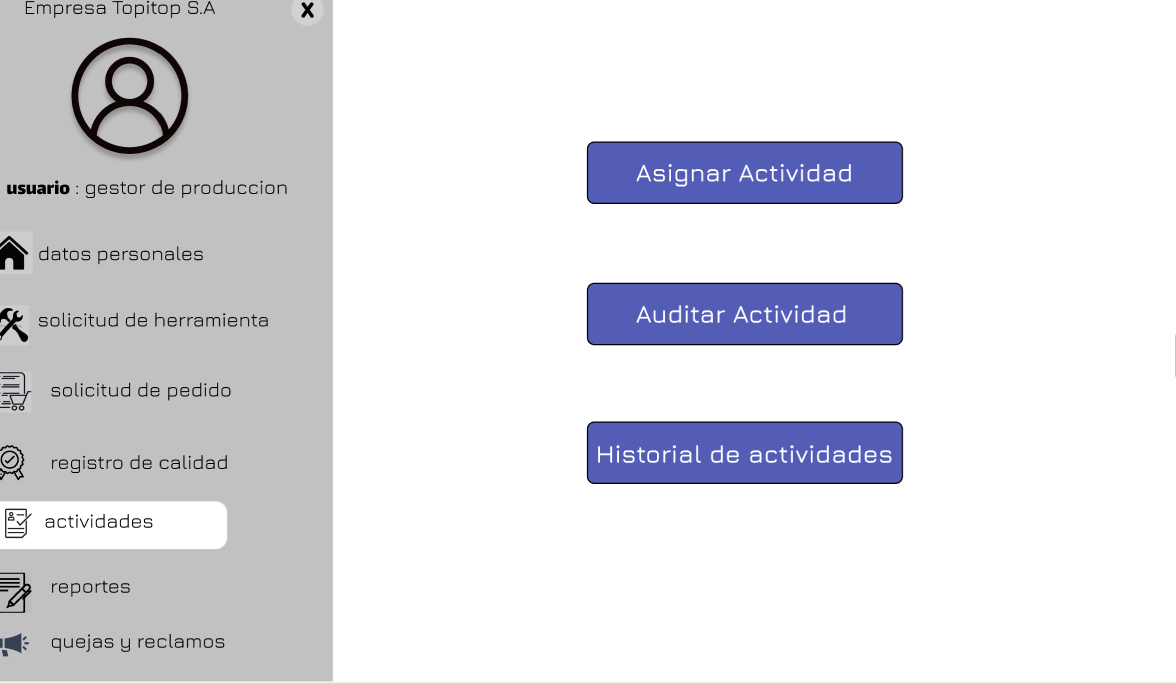 Empresa Topitop S.A
X
usuario : gestor de produccion
datos personales
solicitud de herramienta
solicitud de pedido
registro de calidad
actividades
reportes
quejas y reclamos
Asignar Actividad
Auditar Actividad
Historial de actividades